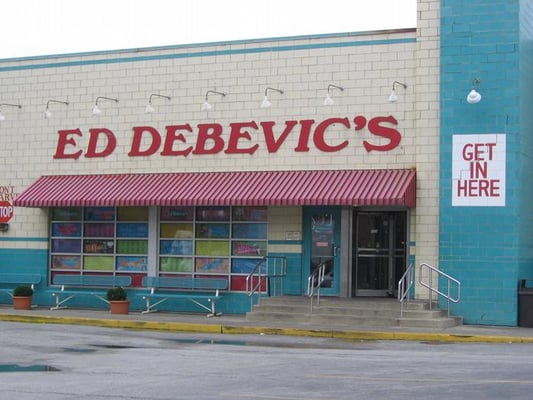 ED DEBEVIC'S
GET
IN
HERE
STOP